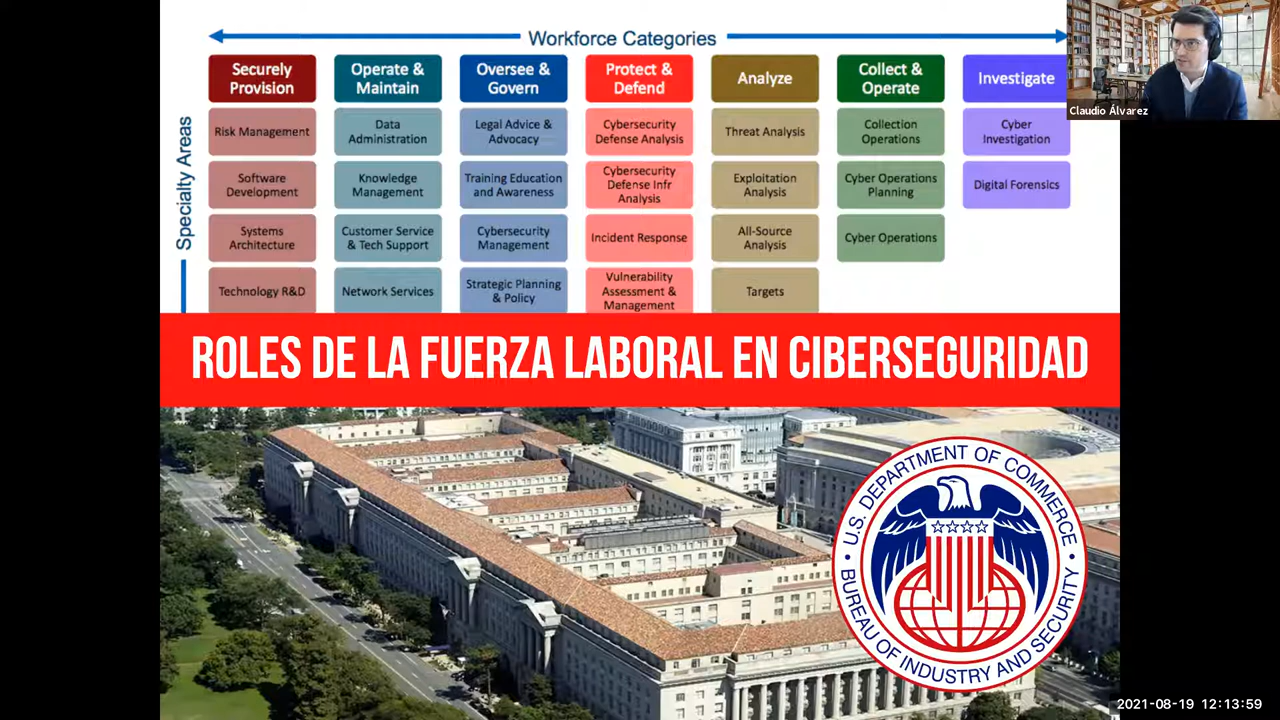 Workforce Categories
Specialty Areas
Securely
Provision
Operate &
Maintain
Oversee &
Govern
Protect &
Defend
Analyze
Collect &
Operate
Investigate
Risk Management
Data
Administration
Legal Advice &
Advocacy
Cybersecurity
Defense Analysis
Threat Analysis
Collection
Operations
Cyber
Investigation
Software
Development
Knowledge
Management
Training Education
and Awareness
Cybersecurity
Defense Infr
Analysis
Exploitation
Analysis
Cyber Operations
Planning
Digital Forensics
Systems
Architecture
Customer Service
& Tech Support
Cybersecurity
Management
Incident Response
All-Source
Analysis
Cyber Operations
Technology R&D
Network Services
Strategic Planning
& Policy
Vulnerability
Assessment &
Management
Targets
Claudio Álvarez
ROLES DE LA FUERZA LABORAL EN CIBERSEGURIDAD
U.S. DEPARTMENT OF COMMERCE
BUREAU OF INDUSTRY AND SECURITY
2021-08-19 12:13:59